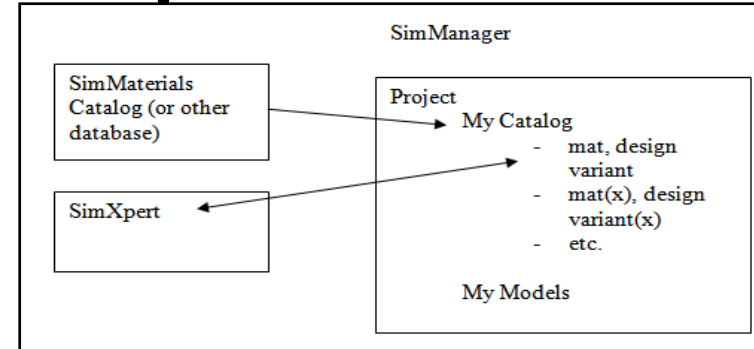 SimManager
SimMaterials
Catalog (or other
database)
SimXpert
Project
My Catalog
- mat, design
variant
- mat(x), design
variant(x)
- etc.
My Models